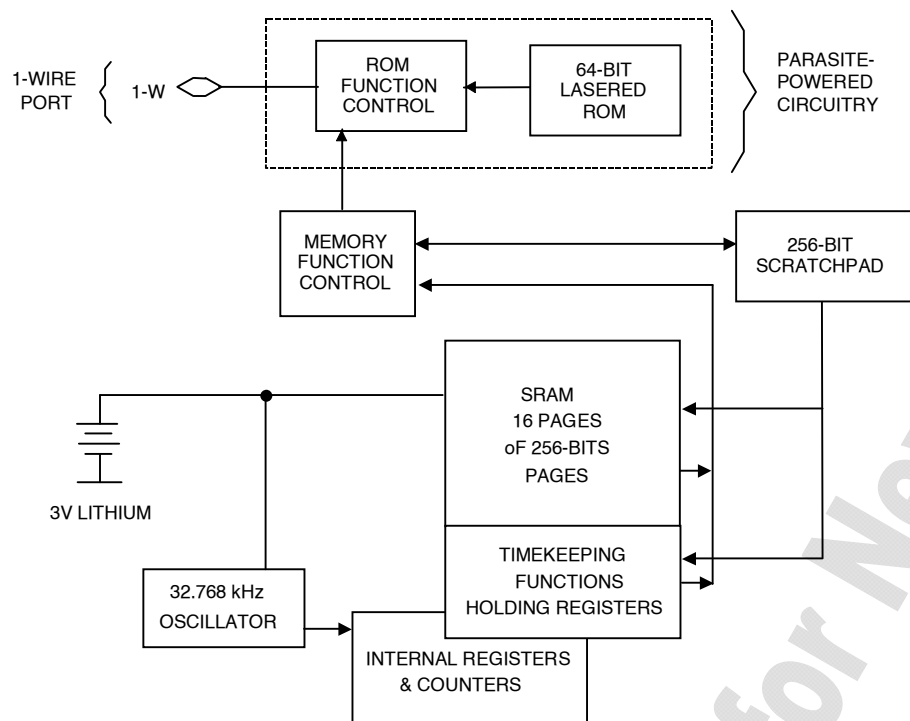 1-WIRE
PORT
1-W
ROM
FUNCTION
CONTROL
64-BIT
LASERED
ROM
PARASITE-
POWERED
CIRCUITRY
MEMORY
FUNCTION
CONTROL
256-BIT
SCRATCHPAD
SRAM
16 PAGES
oF 256-BITS
PAGES
3V LITHIUM
TIMEKEEPING
FUNCTIONS
HOLDING REGISTERS
32.768 kHz
OSCILLATOR
INTERNAL REGISTERS
& COUNTERS
for Ne